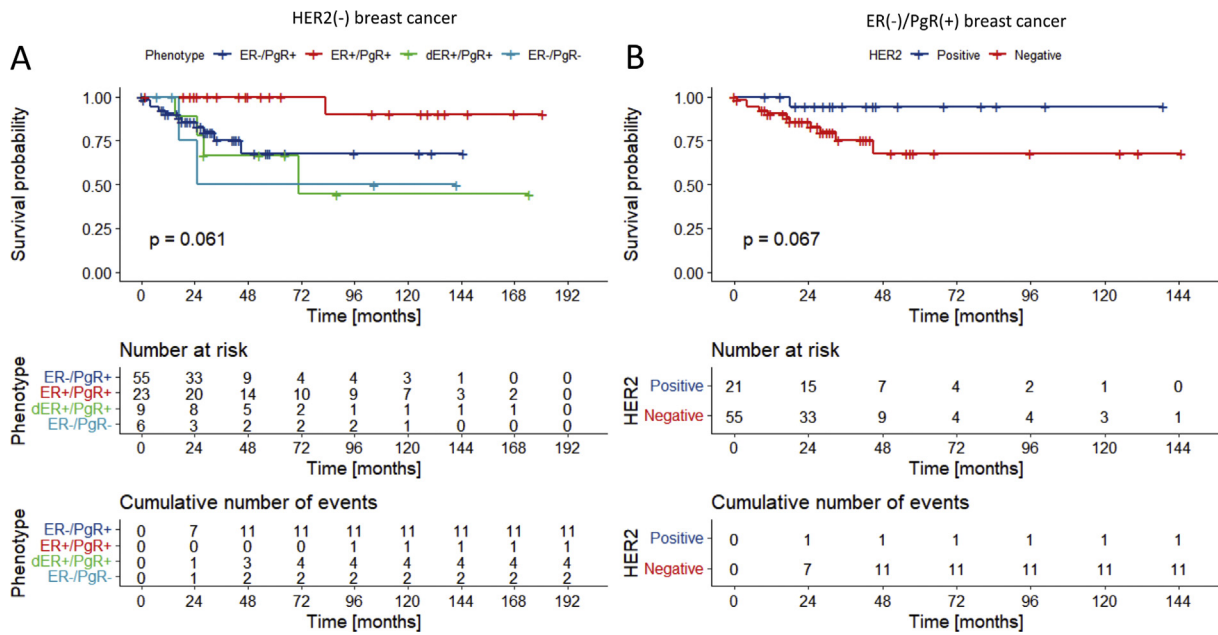 HER2(-) breast cancer
A
Phenotype ER-/PgR+ ER+/PgR+ dER+/PgR+ ER-/PgR-
Survival probability
1.00
0.75
0.50
0.25
0.00
p = 0.061
0 24 48 72 96 120 144 168 192
Time [months]
Number at risk
Phenotype
ER-/PgR+ 55 33 9 4 4 3 1 0 0
ER+/PgR+ 23 20 14 10 9 7 3 2 0
dER+/PgR+ 9 8 5 2 1 1 1 1 0
ER-/PgR- 6 3 2 2 2 1 0 0 0
0 24 48 72 96 120 144 168 192
Time [months]
Cumulative number of events
Phenotype
ER-/PgR+ 0 7 11 11 11 11 11 11 11
ER+/PgR+ 0 0 0 0 1 1 1 1 1
dER+/PgR+ 0 1 3 4 4 4 4 4 4
ER-/PgR- 0 1 2 2 2 2 2 2 2
0 24 48 72 96 120 144 168 192
Time [months]
ER(-)/PgR(+) breast cancer
B
HER2 Positive Negative
Survival probability
1.00
0.75
0.50
0.25
0.00
p = 0.067
0 24 48 72 96 120 144
Time [months]
Number at risk
HER2
Positive 21 15 7 4 2 1 0
Negative 55 33 9 4 4 3 1
0 24 48 72 96 120 144
Time [months]
Cumulative number of events
HER2
Positive 0 1 1 1 1 1 1
Negative 0 7 11 11 11 11 11
0 24 48 72 96 120 144
Time [months]